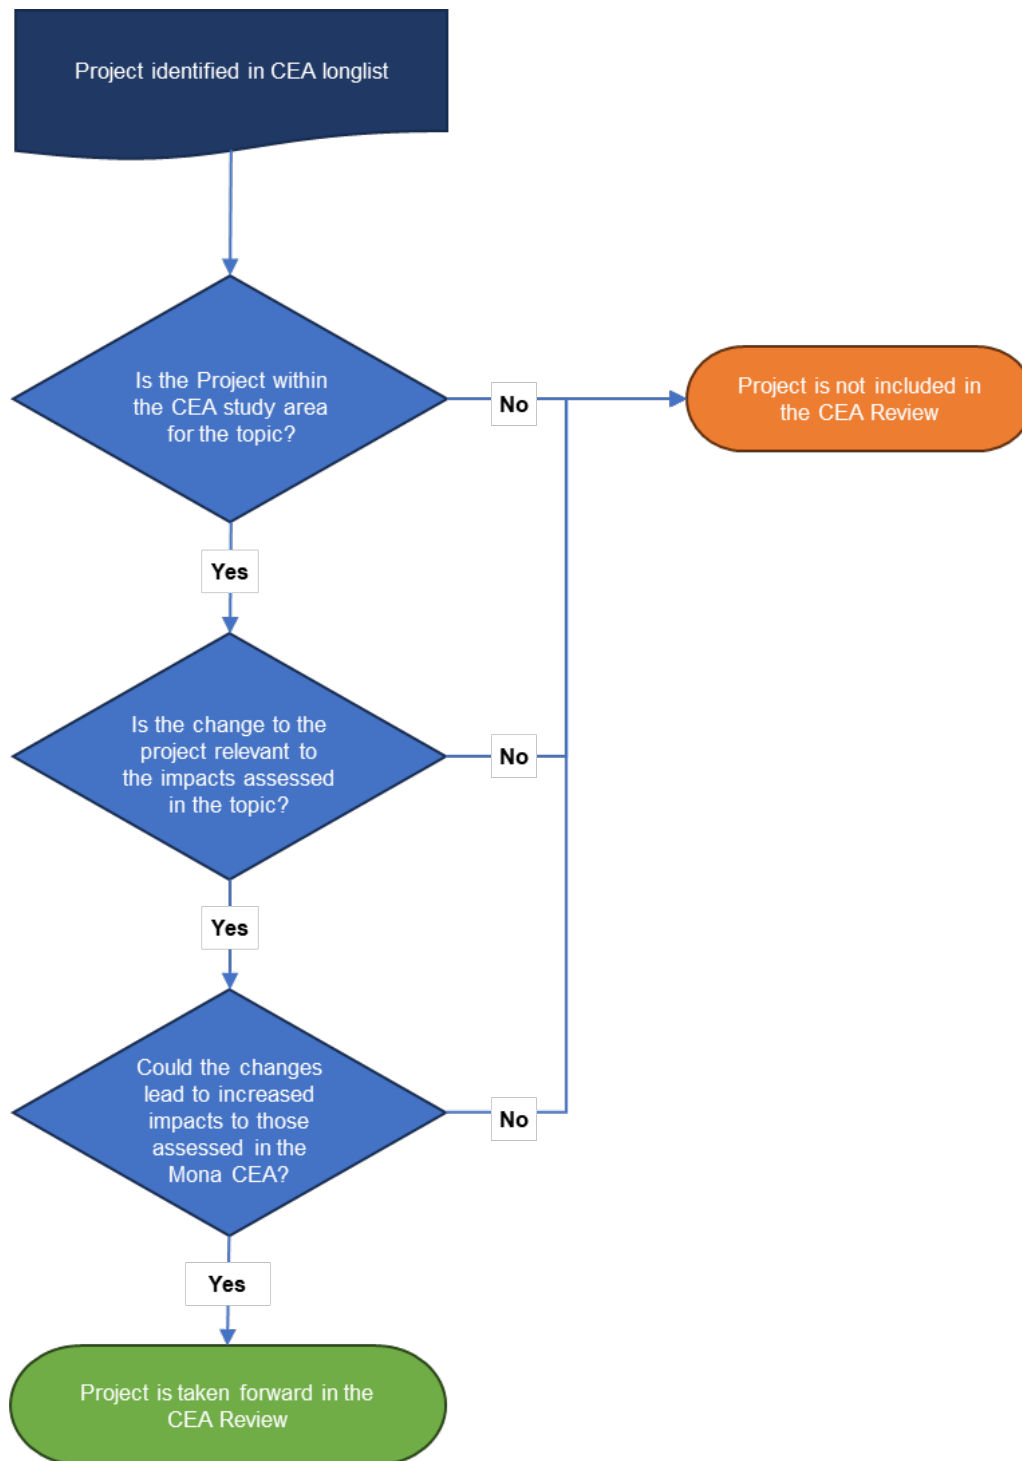 Project identified in CEA longlist
Is the Project within
the CEA study area
for the topic?
No
Project is not included in
the CEA Review
Yes
Is the change to the
project relevant to
the impacts assessed
in the topic?
No
Yes
Could the changes
lead to increased
impacts to those
assessed in the
Mona CEA?
No
Yes
Project is taken forward in the
CEA Review